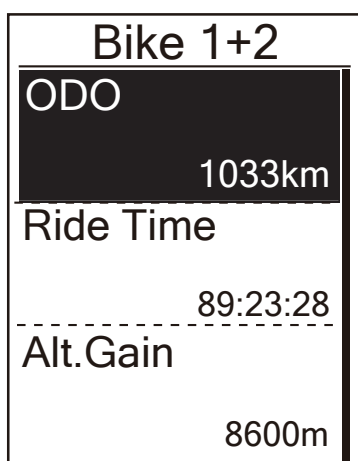 Bike 1+2
ODO
1033km
Ride Time
89:23:28
Alt.Gain
8600m